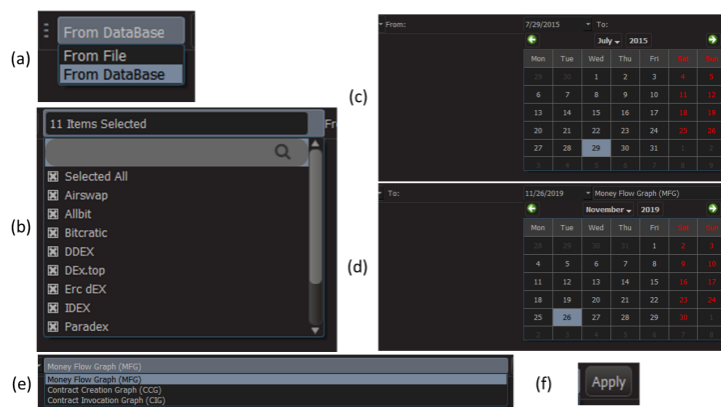 (a)
From DataBase
From File
From DataBase
(b)
11 Items Selected
Fr
Selected All
Airswap
Allbit
Bitcratic
DDEX
DEx.top
Erc dEX
IDEX
Paradex
(c)
From: 7/29/2015 To:
July 2015
Mon Tue Wed Thu Fri Sat Sun
29 30 1 2 3 4 5
6 7 8 9 10 11 12
13 14 15 16 17 18 19
20 21 22 23 24 25 26
27 28 29 30 31 1 2
3 4 5 6 7 8 9
(d)
To: 11/26/2019 Money Flow Graph (MFG)
November 2019
Mon Tue Wed Thu Fri Sat Sun
28 29 30 31 1 2 3
4 5 6 7 8 9 10
11 12 13 14 15 16 17
18 19 20 21 22 23 24
25 26 27 28 29 30 1
2 3 4 5 6 7 8
(e)
Money Flow Graph (MFG)
Money Flow Graph (MFG)
Contract Creation Graph (CCG)
Contract Invocation Graph (CIG)
(f)
Apply